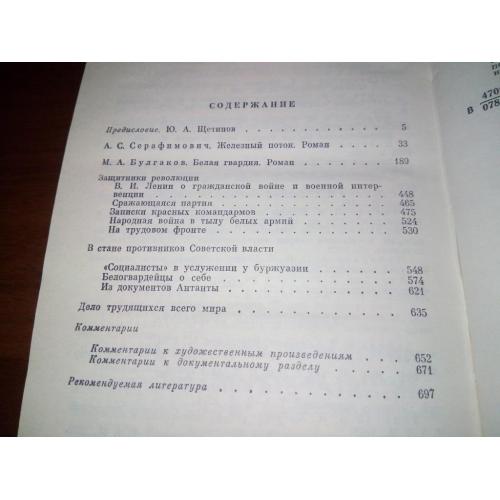 СОДЕРЖАНИЕ
Предисловие. Ю. А. Щетинов . . . . . . . . . . . 5
А. С. Серафимович. Железный поток. Роман . . . . 33
М. А. Булгаков. Белая гвардия. Роман . . . . . . 189
Защитники революции
В. И. Ленин о гражданской войне и военной интер-
венции . . . . . . . . . . . . . . . . 448
Сражающаяся партия . . . . . . . . . . 465
Записки красных командармов . . . . . . 475
Народная война в тылу белых армий . . . 524
На трудовом фронте . . . . . . . . . . 530
В стане противников Советской власти
«Социалисты» в услужении у буржуазии . . . . . 548
Белогвардейцы о себе . . . . . . . . . . 574
Из документов Антанты . . . . . . . . . 621
Дело трудящихся всего мира . . . . . . . . . 635
Комментарии
Комментарии к художественным произведениям . . . 652
Комментарии к документальному разделу . . . . 671
Рекомендуемая литература . . . . . . . . . . 697
470
В 078